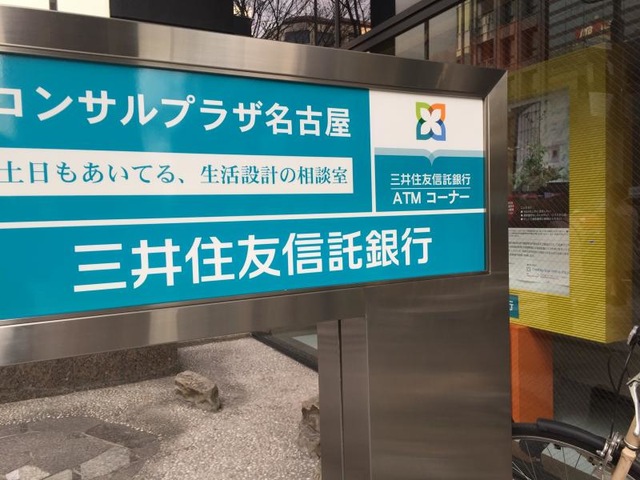 コンサルプラザ名古屋
土日もあいてる、生活設計の相談室
三井住友信託銀行
ATM コーナー
三井住友信託銀行